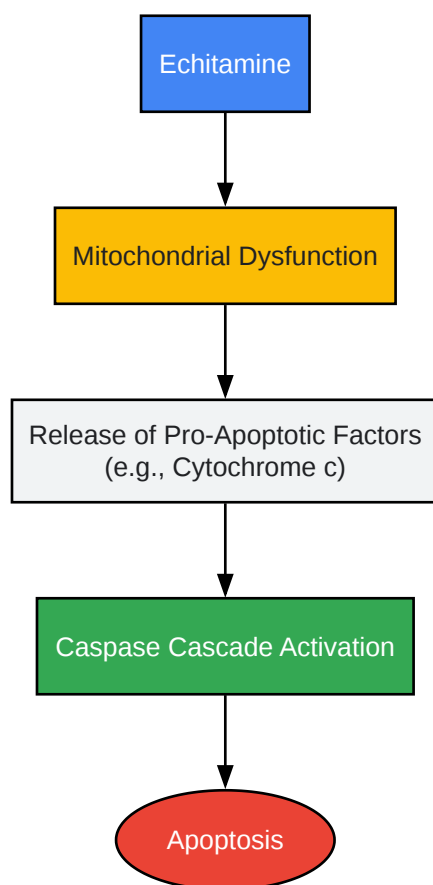 Echitamine
Mitochondrial Dysfunction
Release of Pro-Apoptotic Factors
(e.g., Cytochrome c)
Caspase Cascade Activation
Apoptosis